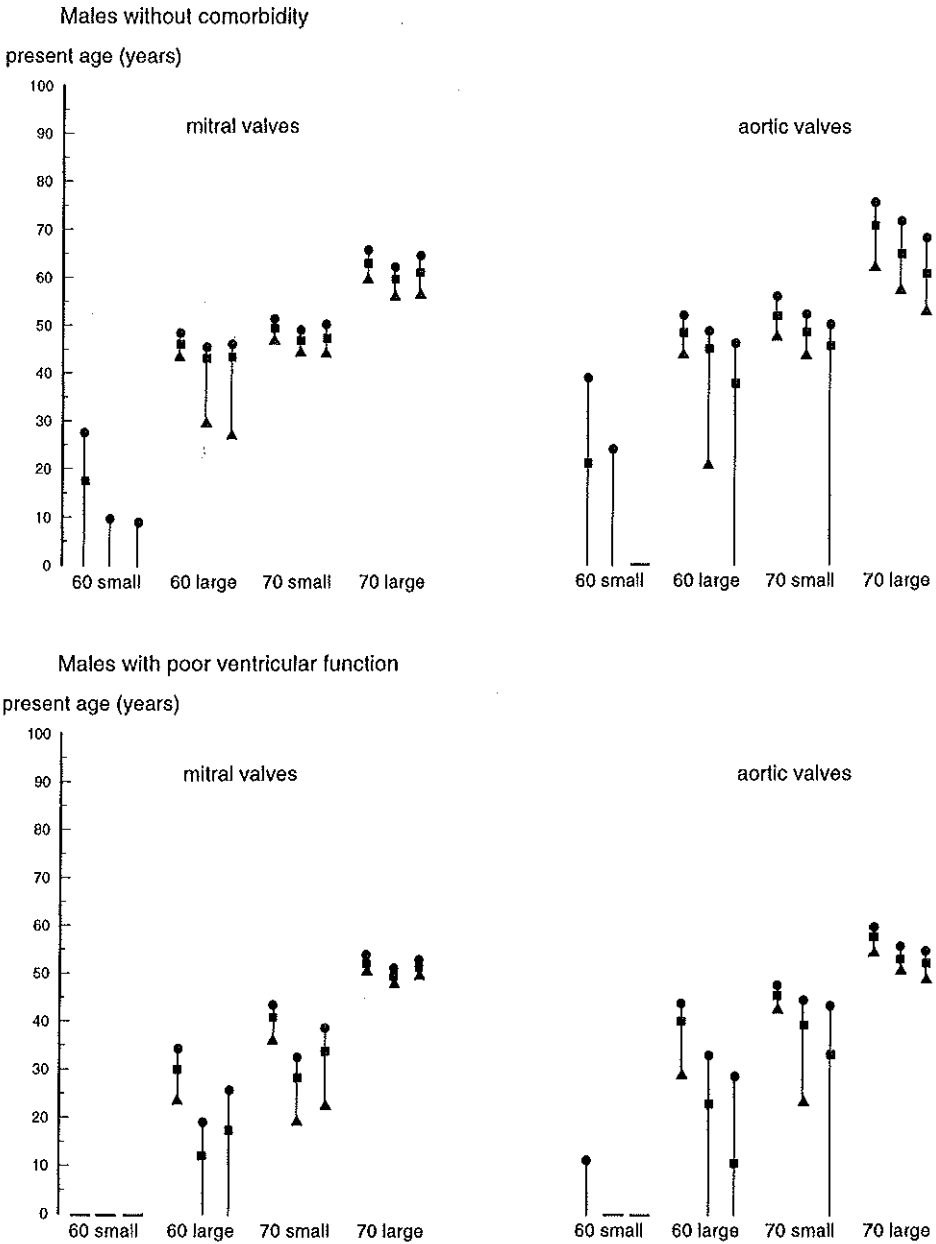 Males without comorbidity
present age (years)
100
90
80
70
60
50
40
30
20
10
0
mitral valves
aortic valves
60 small
60 large
70 small
70 large
60 small
60 large
70 small
70 large
Males with poor ventricular function
present age (years)
100
90
80
70
60
50
40
30
20
10
0
mitral valves
aortic valves
60 small
60 large
70 small
70 large
60 small
60 large
70 small
70 large